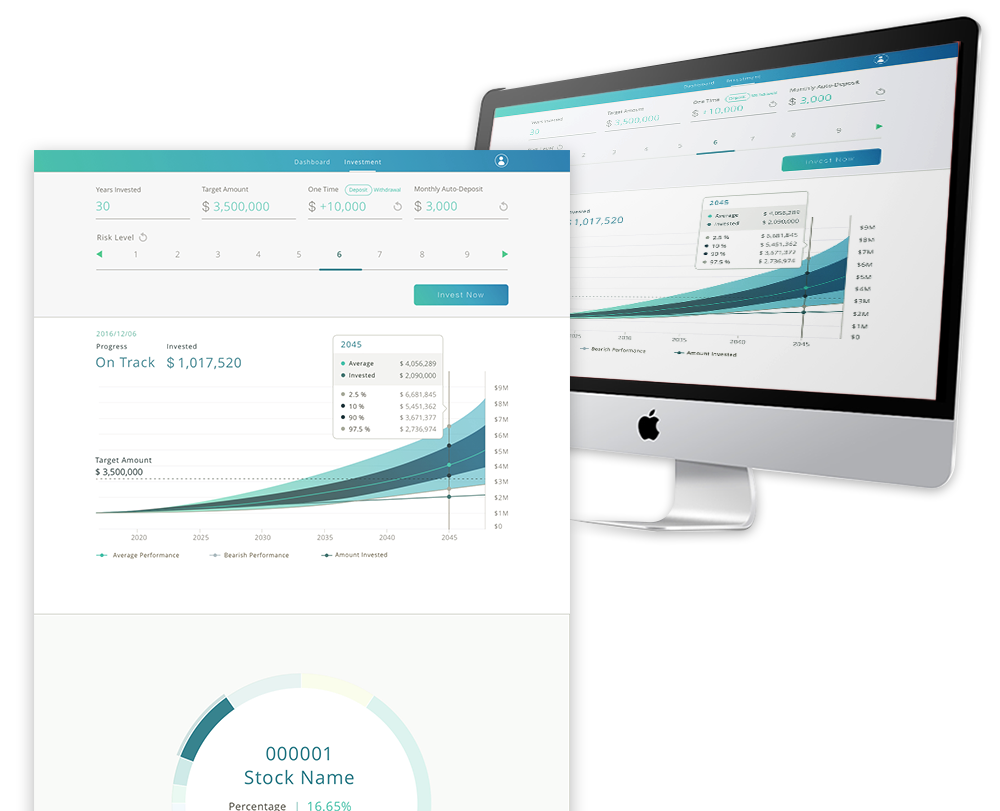 Dashboard Investment
Years Invested Target Amount One Time Deposit Withdrawal Monthly Auto-Deposit
30 $ 3,500,000 $ +10,000 $ 3,000
Risk Level
1 2 3 4 5 6 7 8 9
Invest Now
2016/12/06
Progress Invested
On Track $ 1,017,520
2045
Average $ 4,056,289
Invested $ 2,090,000
2.5 % $ 6,681,845
10 % $ 5,451,362
90 % $ 3,671,377
97.5 % $ 2,736,974
$9M
$8M
$7M
$6M
$5M
$4M
$3M
$2M
$1M
$0
Target Amount
$ 3,500,000
2020 2025 2030 2035 2040 2045
Average Performance Bearish Performance Amount Invested
000001
Stock Name
Percentage | 16.65%
Dashboard Investment
Years Invested Target Amount One Time Deposit Withdrawal Monthly Auto-Deposit
30 $ 3,500,000 $ +10,000 $ 3,000
Risk Level
2 3 4 5 6 7 8 9
Invest Now
1,017,520
2045
Average $ 4,056,289
Invested $ 2,090,000
2.5 % $ 6,681,845
10 % $ 5,451,362
90 % $ 3,671,377
97.5 % $ 2,736,974
$9M
$8M
$7M
$6M
$5M
$4M
$3M
$2M
$1M
$0
2030 2035 2040 2045
Bearish Performance Amount Invested